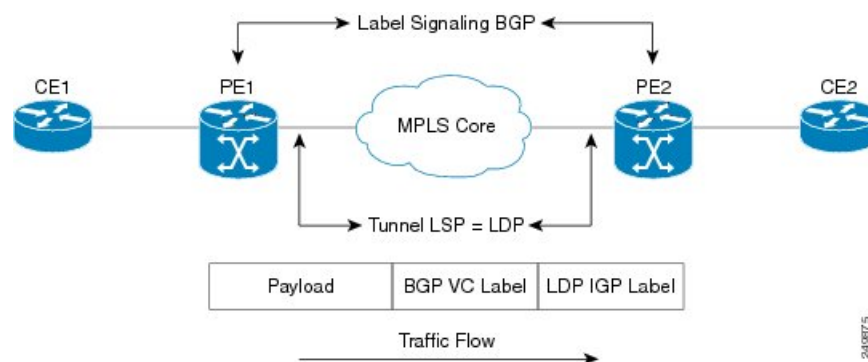 Label Signaling BGP
CE1
PE1
PE2
CE2
MPLS Core
Tunnel LSP = LDP
Payload
BGP VC Label
LDP IGP Label
Traffic Flow